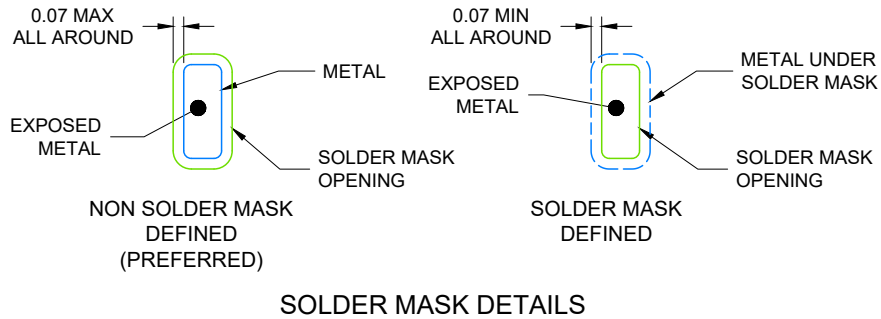 0.07 MAX
ALL AROUND
METAL
EXPOSED
METAL
SOLDER MASK
OPENING
NON SOLDER MASK
DEFINED
(PREFERRED)
0.07 MIN
ALL AROUND
EXPOSED
METAL
METAL UNDER
SOLDER MASK
SOLDER MASK
OPENING
SOLDER MASK
DEFINED
SOLDER MASK DETAILS